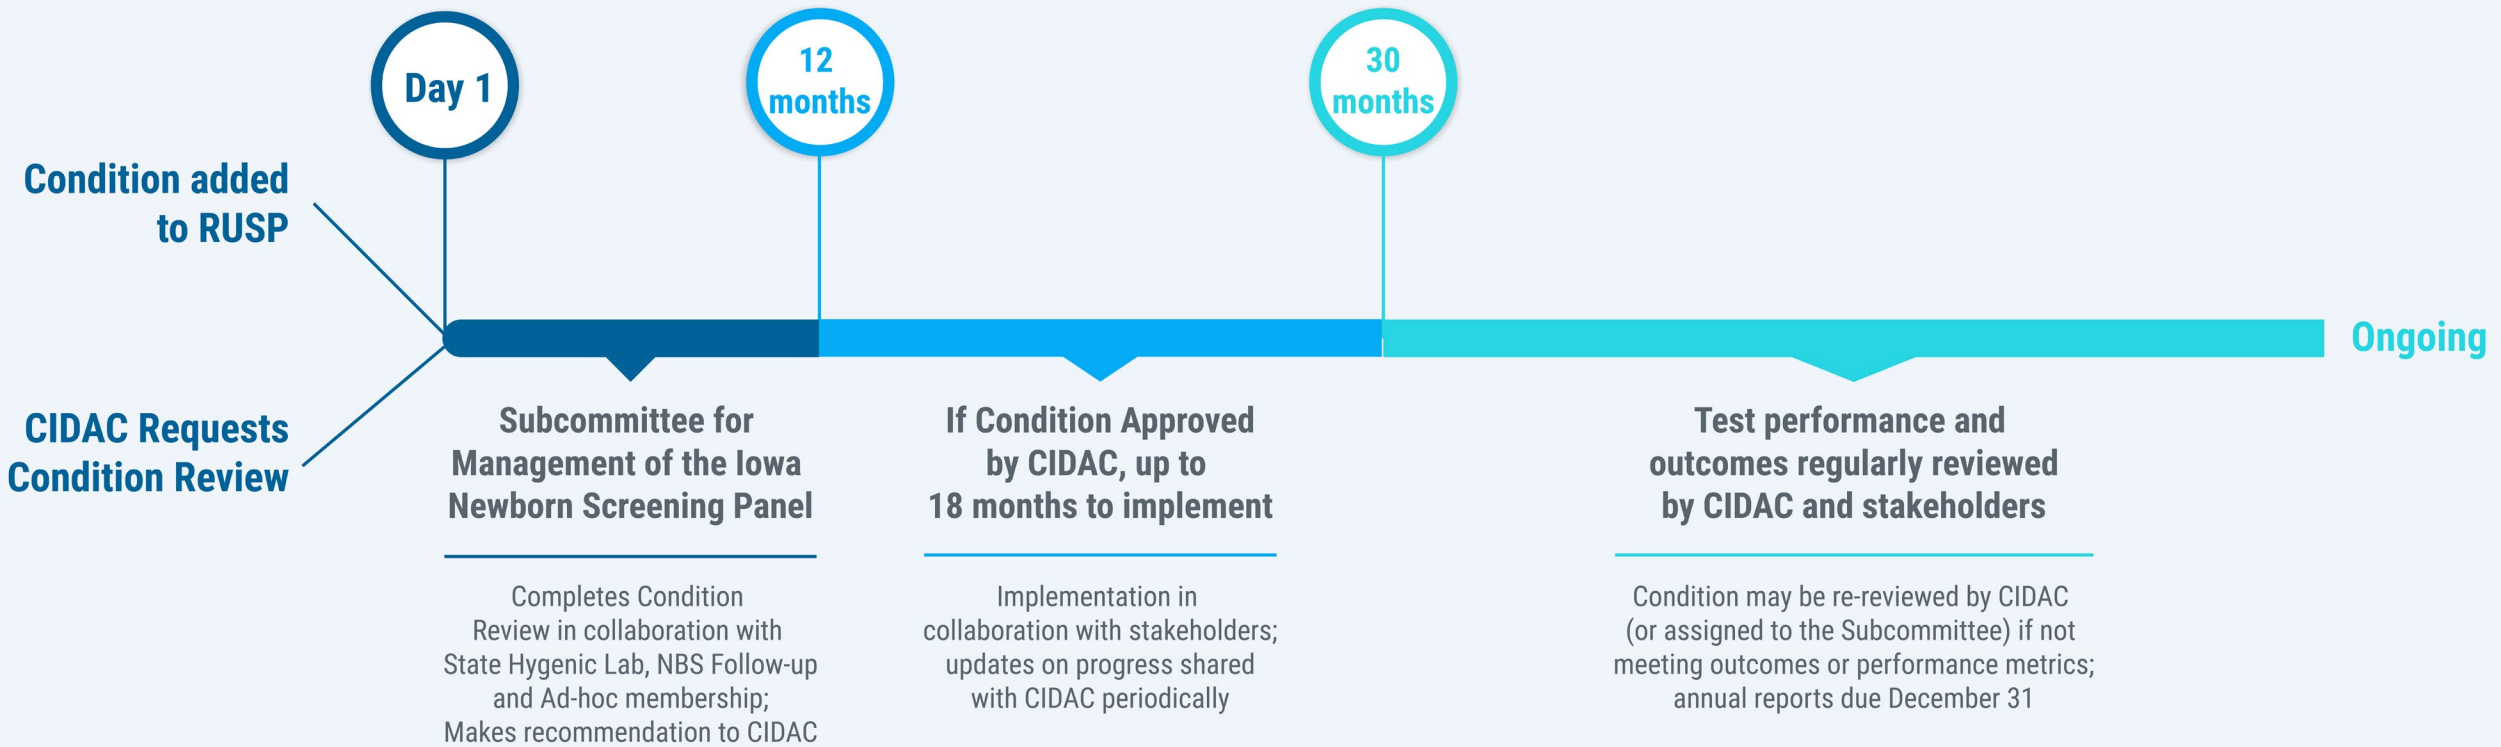 Day 1
12
months
30
months
Condition added
to RUSP
CIDAC Requests
Condition Review
Ongoing
Subcommittee for
Management of the Iowa
Newborn Screening Panel
Completes Condition
Review in collaboration with
State Hygenic Lab, NBS Follow-up
and Ad-hoc membership;
Makes recommendation to CIDAC
If Condition Approved
by CIDAC, up to
18 months to implement
Implementation in
collaboration with stakeholders;
updates on progress shared
with CIDAC periodically
Test performance and
outcomes regularly reviewed
by CIDAC and stakeholders
Condition may be re-reviewed by CIDAC
(or assigned to the Subcommittee) if not
meeting outcomes or performance metrics;
annual reports due December 31